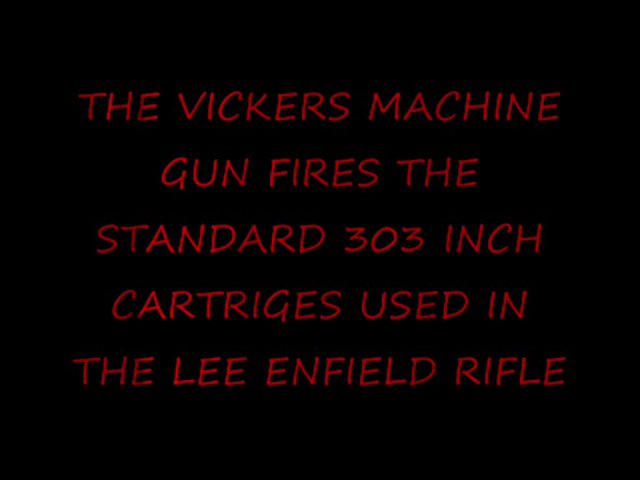 THE VICKERS MACHINE
GUN FIRES THE
STANDARD 303 INCH
CARTRIGES USED IN
THE LEE ENFIELD RIFLE